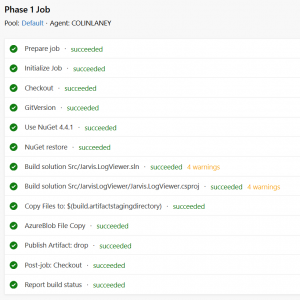 Phase 1 Job
Pool: Default · Agent: COLINLANEY
Prepare job · succeeded
Initialize Job · succeeded
Checkout · succeeded
GitVersion · succeeded
Use NuGet 4.4.1 · succeeded
NuGet restore · succeeded
Build solution Src/Jarvis.LogViewer.sln · succeeded 4 warnings
Build solution Src/JarvisLogViewer/Jarvis.LogViewer.csproj · succeeded 4 warnings
Copy Files to: $(build.artifactstagingdirectory) · succeeded
AzureBlob File Copy · succeeded
Publish Artifact: drop · succeeded
Post-job: Checkout · succeeded
Report build status · succeeded